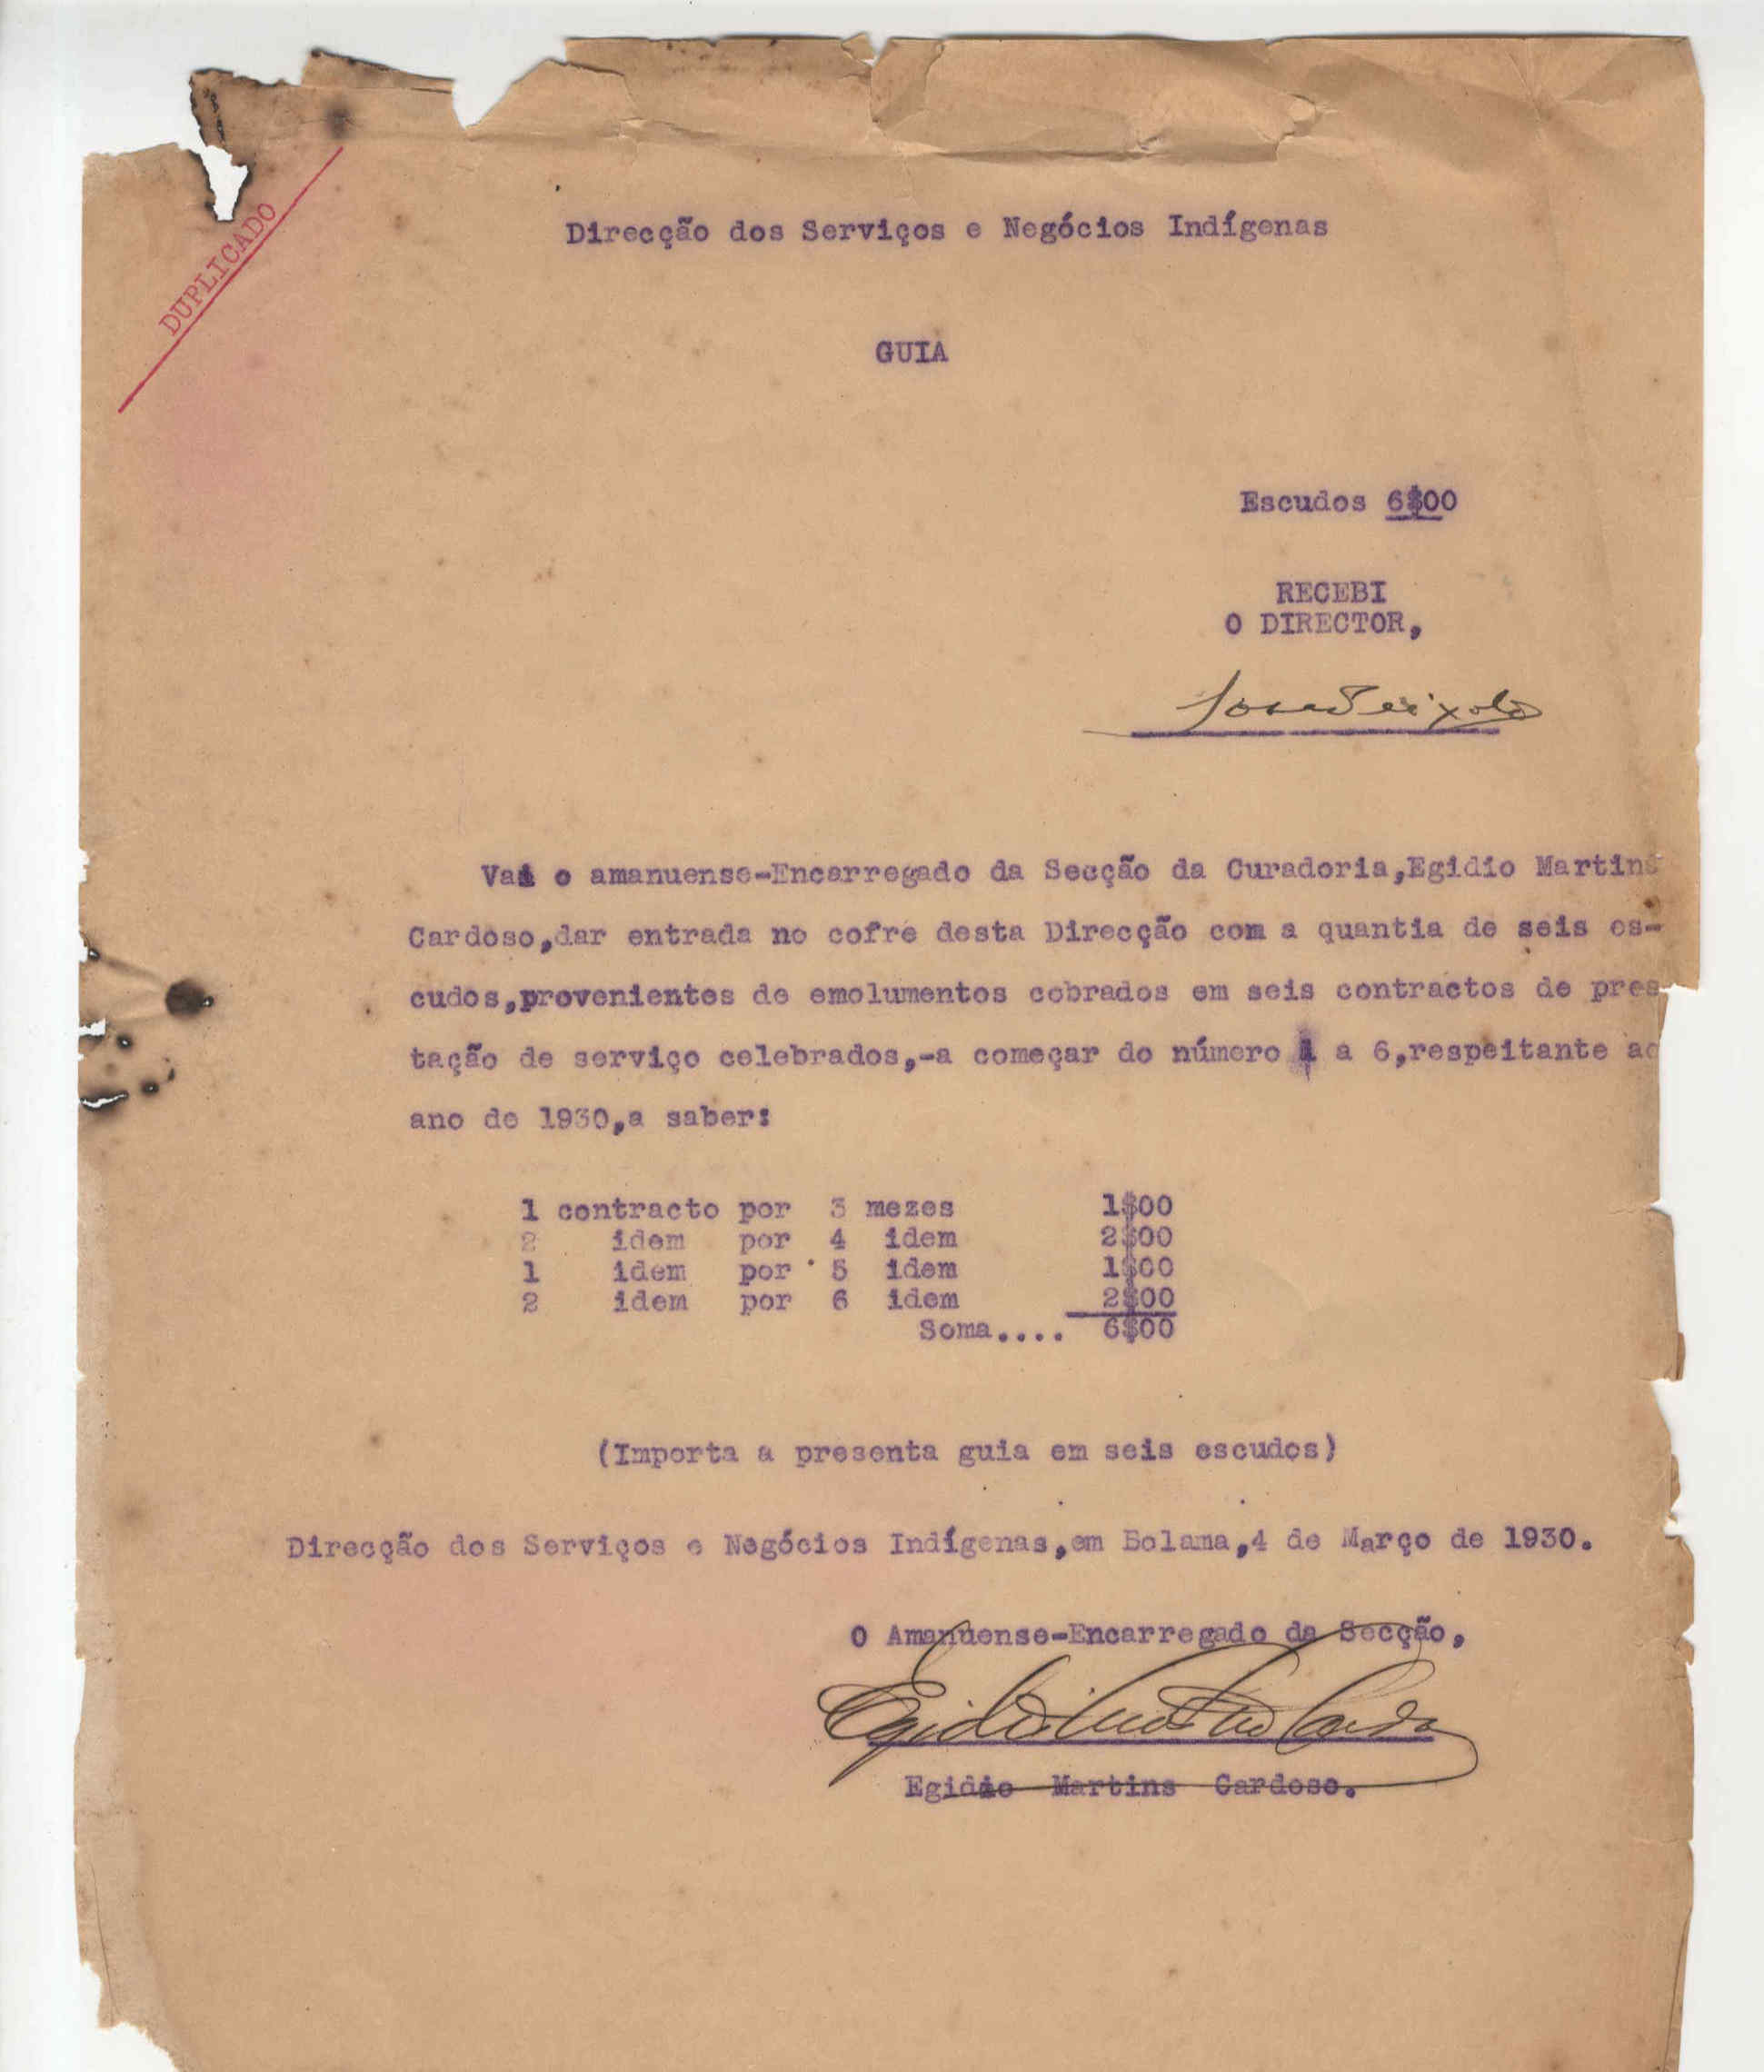 DUPLICADO
Direcção dos Serviços e Negócios Indígenas
GUIA
Escudos 6$00
RECEBI
O DIRECTOR,
Vai o amanuense-Encarregado da Secção da Curadoria,Egidio Martins
Cardoso,dar entrada no cofre desta Direcção com a quantia de seis es-
cudos,provenientes de emolumentos cobrados em seis contractos de pres
tação de serviço celebrados,-a começar do número 1 a 6,respeitante ao
ano de 1930,a saber:
1 contracto por 3 mezes 1$00
2 idem por 4 idem 2$00
1 idem por 5 idem 1$00
2 idem por 6 idem 2$00
Soma.... 6$00
(Importa a presenta guia em seis escudos)
Direcção dos Serviços e Negócios Indígenas,em Bolama,4 de Março de 1930.
O Amanuense-Encarregado da Secção,
Egidio Martins Cardoso
Egidio Martins Cardoso.